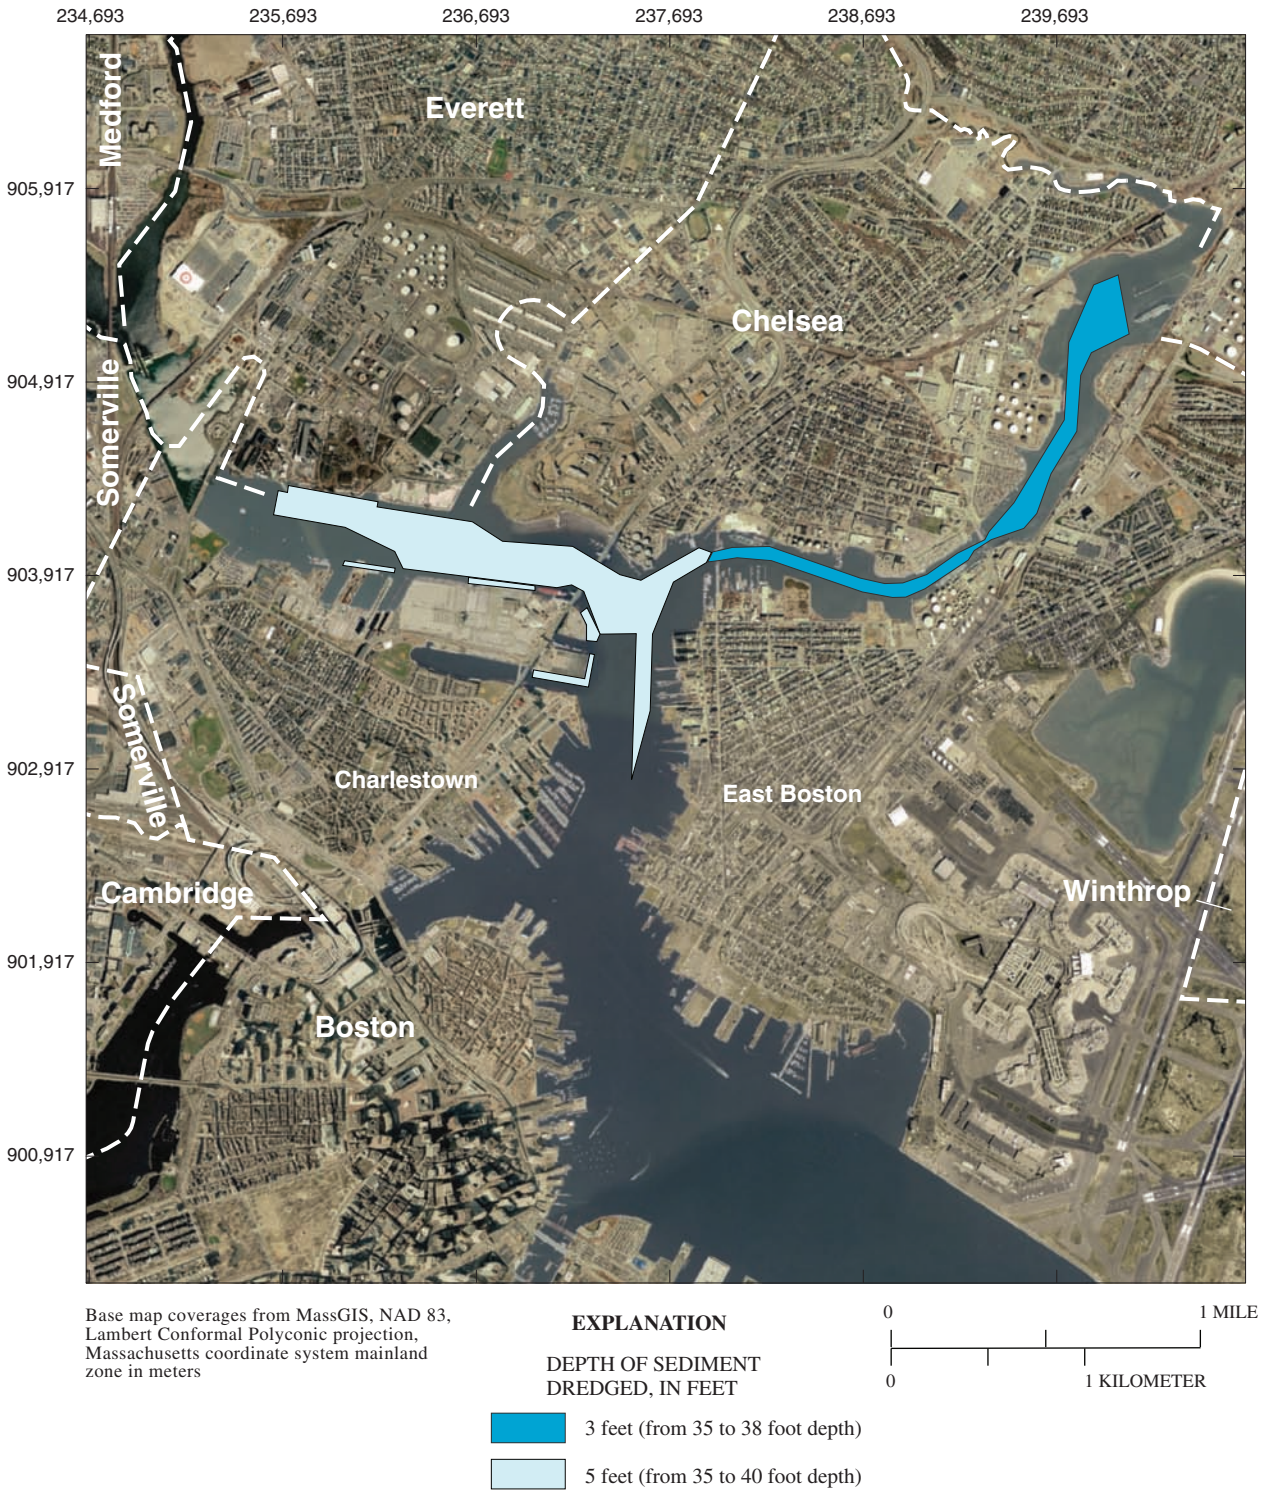 234,693 235,693 236,693 237,693 238,693 239,693
Medford
Everett
905,917
Chelsea
904,917
Somerville
903,917
Somerville
902,917
Charlestown
East Boston
Cambridge
Winthrop
901,917
Boston
900,917
Base map coverages from MassGIS, NAD 83,
Lambert Conformal Polyconic projection,
Massachusetts coordinate system mainland
zone in meters
EXPLANATION
DEPTH OF SEDIMENT
DREDGED, IN FEET
3 feet (from 35 to 38 foot depth)
5 feet (from 35 to 40 foot depth)
0 1 MILE
0 1 KILOMETER